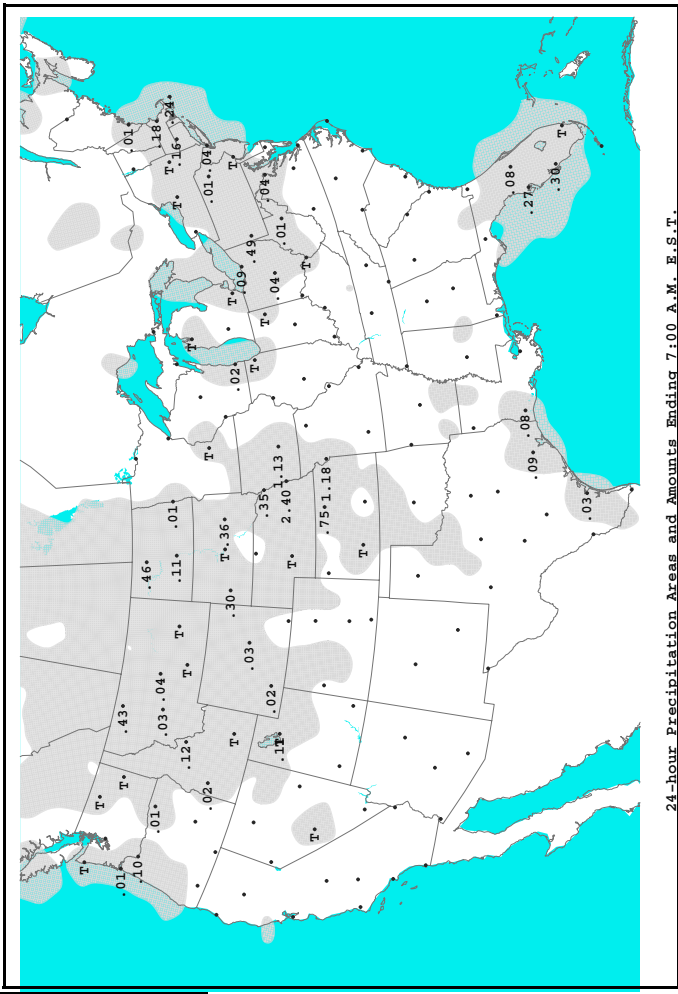 T
T
.43
.01
T
.10
.01
.46
.01
.04
.03
.18
.24
T
.16
.01
.11
T
T
.12
T
T
.02
.01
.04
T
.36
T
.30
T
T
.02
T
.09
.03
.49
T
.04
T
.35
.02
.04
1.13
.11
T
.01
2.40
T
T
T
.75
1.18
T
.08
.27
.08
.09
.30
T
.03
24-hour Precipitation Areas and Amounts Ending 7:00 A.M. E.S.T.